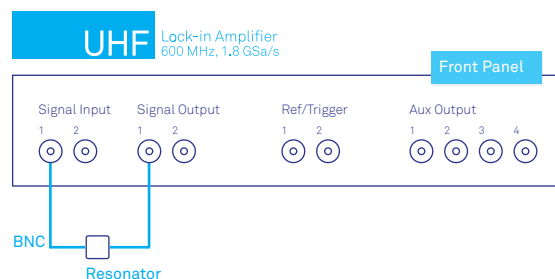 UHF
Lock-in Amplifier
600 MHz, 1.8 GSa/s
Front Panel
Signal Input Signal Output Ref/Trigger Aux Output
1 2 1 2 1 2 1 2 3 4
BNC
Resonator